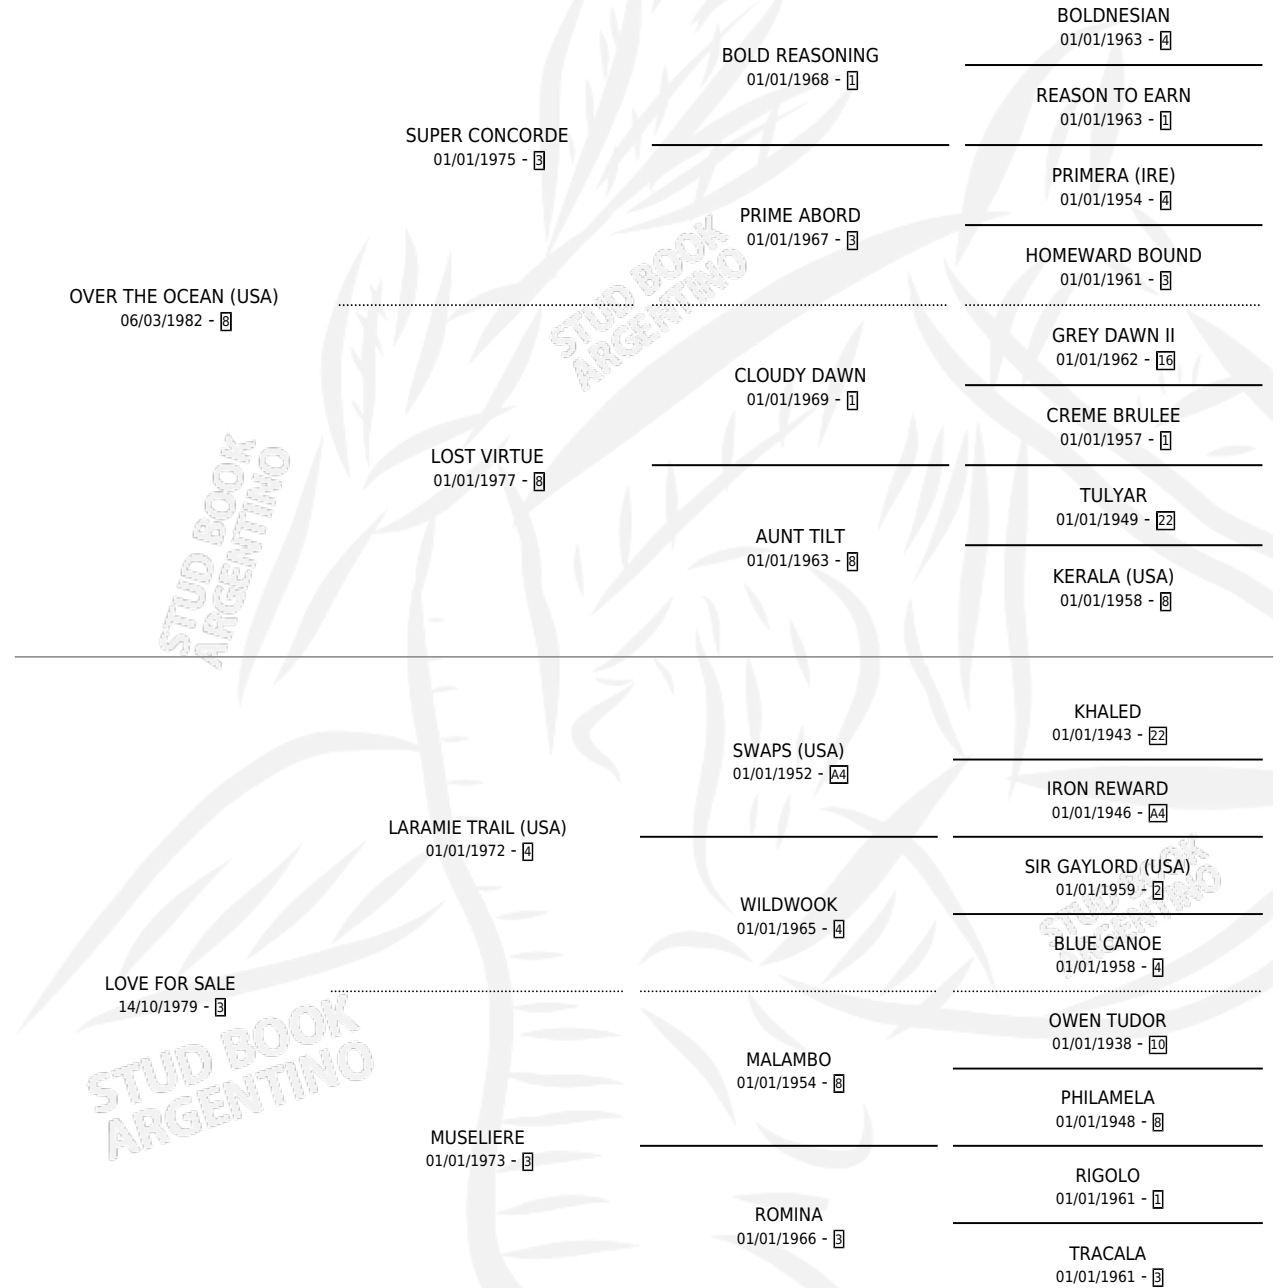 BOLDNESIAN
01/01/1963 - 4
BOLD REASONING
01/01/1968 - 1
REASON TO EARN
01/01/1963 - 1
SUPER CONCORDE
01/01/1975 - 3
PRIMERA (IRE)
01/01/1954 - 4
PRIME ABORD
01/01/1967 - 3
HOMEWARD BOUND
01/01/1961 - 3
OVER THE OCEAN (USA)
06/03/1982 - 8
GREY DAWN II
01/01/1962 - 16
CLOUDY DAWN
01/01/1969 - 1
CREME BRULEE
01/01/1957 - 1
LOST VIRTUE
01/01/1977 - 8
TULYAR
01/01/1949 - 22
AUNT TILT
01/01/1963 - 8
KERALA (USA)
01/01/1958 - 8
KHALED
01/01/1943 - 22
SWAPS (USA)
01/01/1952 - A4
IRON REWARD
01/01/1946 - A4
LARAMIE TRAIL (USA)
01/01/1972 - 4
SIR GAYLORD (USA)
01/01/1959 - 2
WILDWOOK
01/01/1965 - 4
BLUE CANOE
01/01/1958 - 4
LOVE FOR SALE
14/10/1979 - 3
OWEN TUDOR
01/01/1938 - 10
MALAMBO
01/01/1954 - 8
PHILAMELA
01/01/1948 - 8
MUSELIERE
01/01/1973 - 3
RIGOLO
01/01/1961 - 1
ROMINA
01/01/1966 - 3
TRACALA
01/01/1961 - 3
STUD BOOK
ARGENTINO
STUD BOOK
ARGENTINO
STUD BOOK
ARGENTINO
STUD BOOK
ARGENTINO